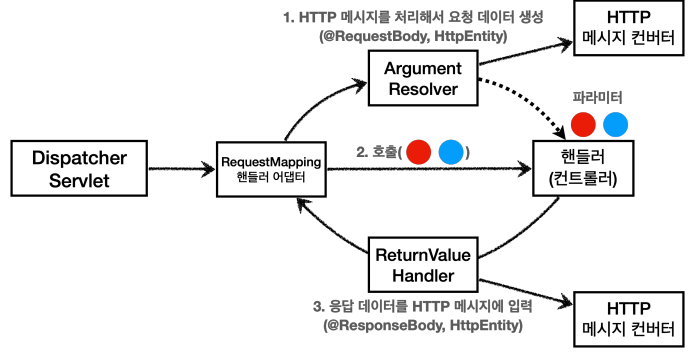 1. HTTP 메시지를 처리해서 요청 데이터 생성
(@RequestBody, HttpEntity)
HTTP
메시지 컨버터
Argument
Resolver
파라미터
Dispatcher
Servlet
RequestMapping
핸들러 어댑터
2. 호출( )
핸들러
(컨트롤러)
ReturnValue
Handler
3. 응답 데이터를 HTTP 메시지에 입력
(@ResponseBody, HttpEntity)
HTTP
메시지 컨버터